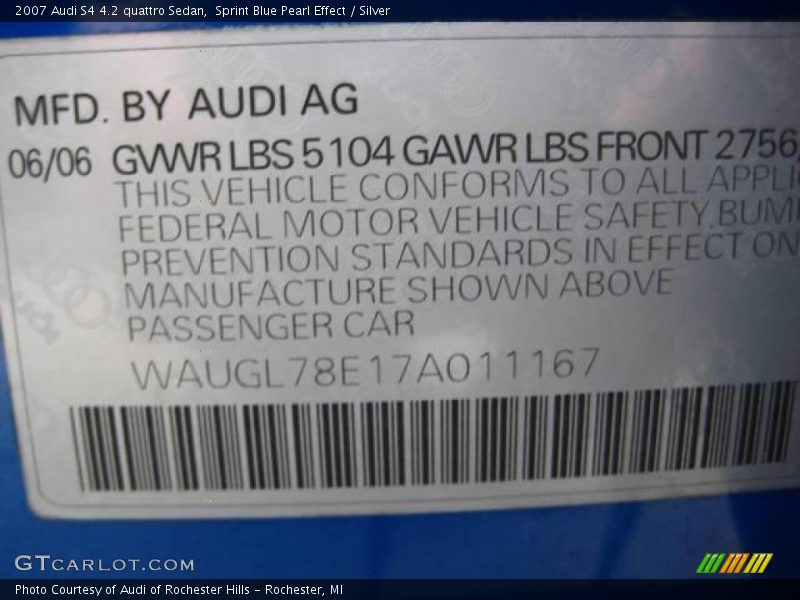 2007 Audi S4 4.2 quattro Sedan,  Sprint Blue Pearl Effect / Silver
MFD. BY AUDI AG
06/06 GVWR LBS 5104 GAWR LBS FRONT 2756
THIS VEHICLE CONFORMS TO ALL APPLI
FEDERAL MOTOR VEHICLE SAFETY, BUM
PREVENTION STANDARDS IN EFFECT ON
MANUFACTURE SHOWN ABOVE
PASSENGER CAR
WAUGL78E17A011167
GTCARLOT.COM
Photo Courtesy of Audi of Rochester Hills – Rochester, MI